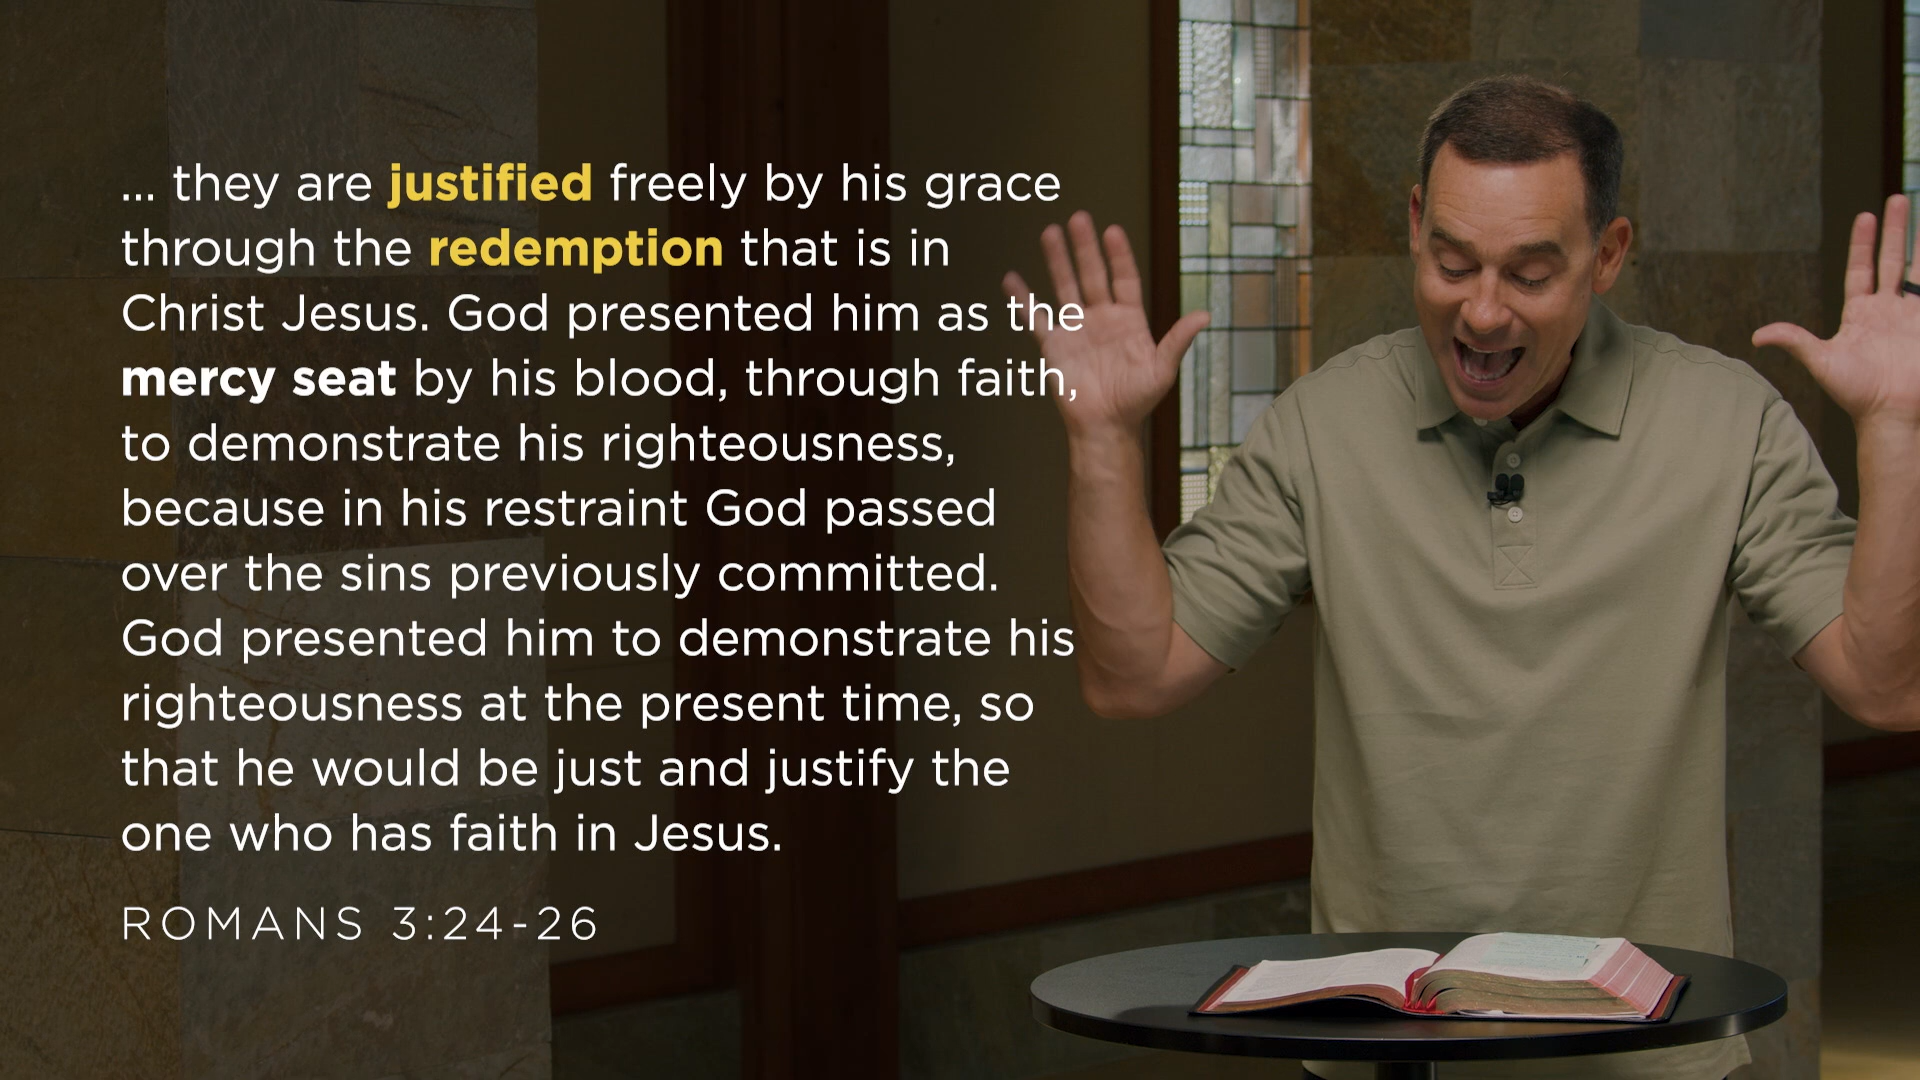 ... they are justified freely by his grace
through the redemption that is in
Christ Jesus. God presented him as the
mercy seat by his blood, through faith,
to demonstrate his righteousness,
because in his restraint God passed
over the sins previously committed.
God presented him to demonstrate his
righteousness at the present time, so
that he would be just and justify the
one who has faith in Jesus.
ROMANS 3:24-26